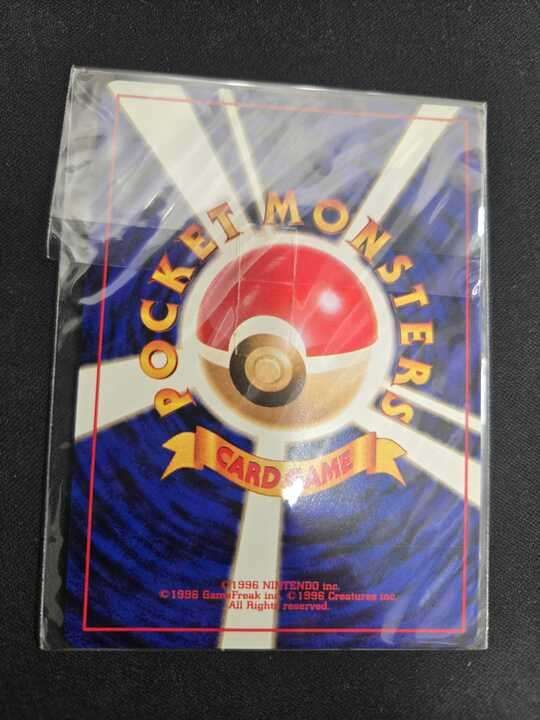 POCKET MONSTERS
CARD GAME
©1996 NINTENDO inc.
©1996 GameFreak inc. ©1996 Creatures inc.
All Rights reserved.